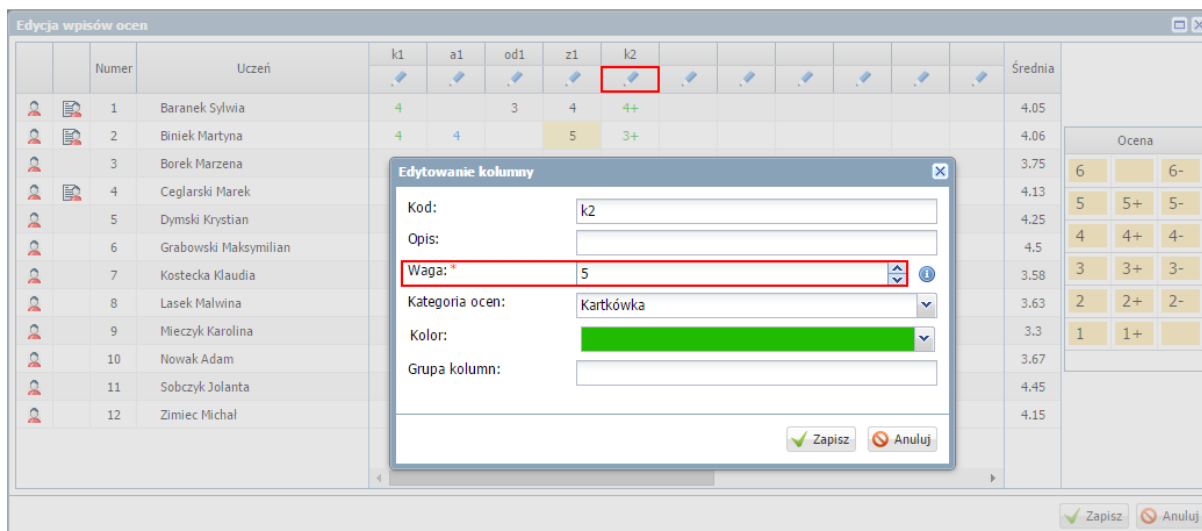 Edycja wpisów ocen
Numer Uczeń k1 a1 od1 z1 k2 Średnia
1 Baranek Sylwia 4 3 4 4+ 4.05
2 Biniek Martyna 4 4 5 3+ 4.06
3 Borek Marzena 3.75
4 Ceglarski Marek 4.13
5 Dymski Krystian 4.25
6 Grabowski Maksymilian 4.5
7 Kostecka Klaudia 3.58
8 Lasek Malwina 3.63
9 Mieczyk Karolina 3.3
10 Nowak Adam 3.67
11 Sobczyk Jolanta 4.45
12 Zimiec Michał 4.15
Edytowanie kolumny
Kod: k2
Opis:
Waga:* 5
Kategoria ocen: Kartkówka
Kolor:
Grupa kolumn:
Zapisz Anuluj
Ocena
6 6-
5 5+ 5-
4 4+ 4-
3 3+ 3-
2 2+ 2-
1 1+
Zapisz Anuluj